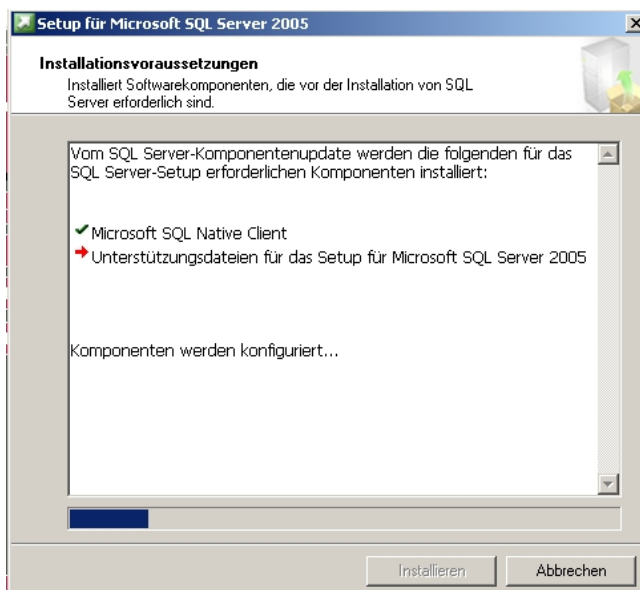 Setup für Microsoft SQL Server 2005
Installationsvoraussetzungen
Installiert Softwarekomponenten, die vor der Installation von SQL
Server erforderlich sind.
Vom SQL Server-Komponentenupdate werden die folgenden für das
SQL Server-Setup erforderlichen Komponenten installiert:
Microsoft SQL Native Client
Unterstützungsdateien für das Setup für Microsoft SQL Server 2005
Komponenten werden konfiguriert...
Installieren
Abbrechen